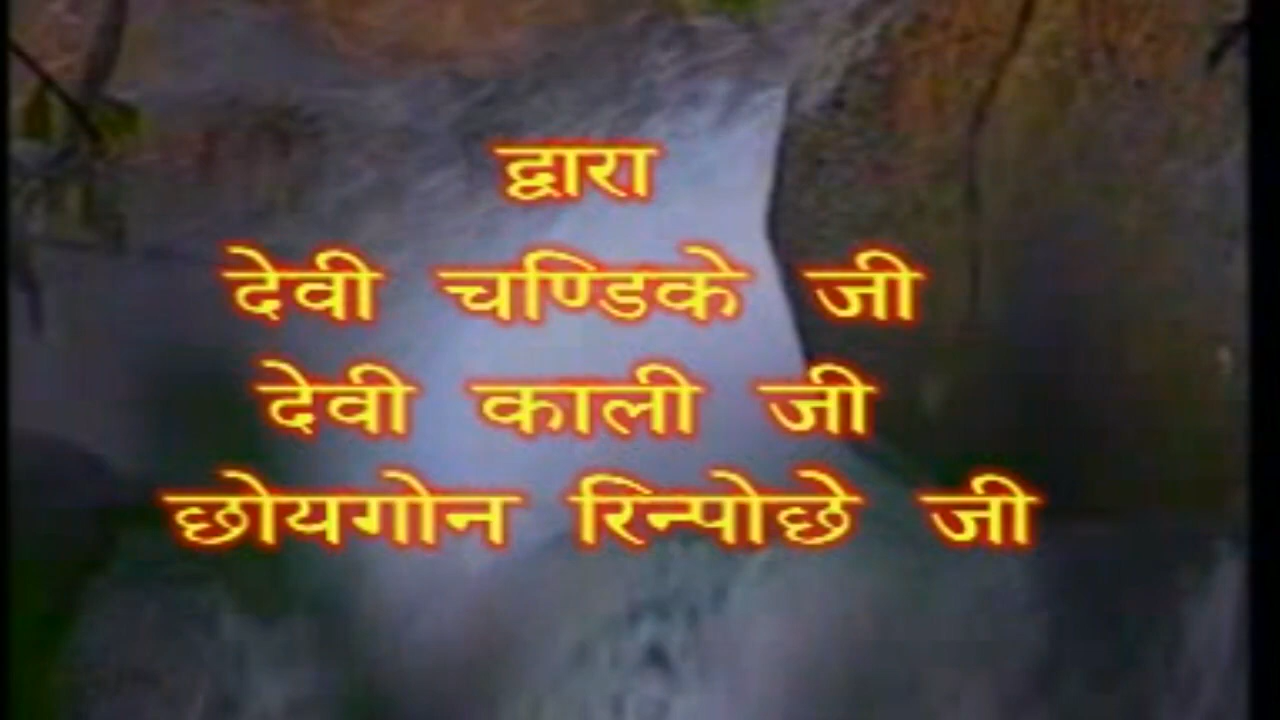 द्वारा
देवी चण्डिके जी
देवी काली जी
छोयगोन रिन्पोछे जी